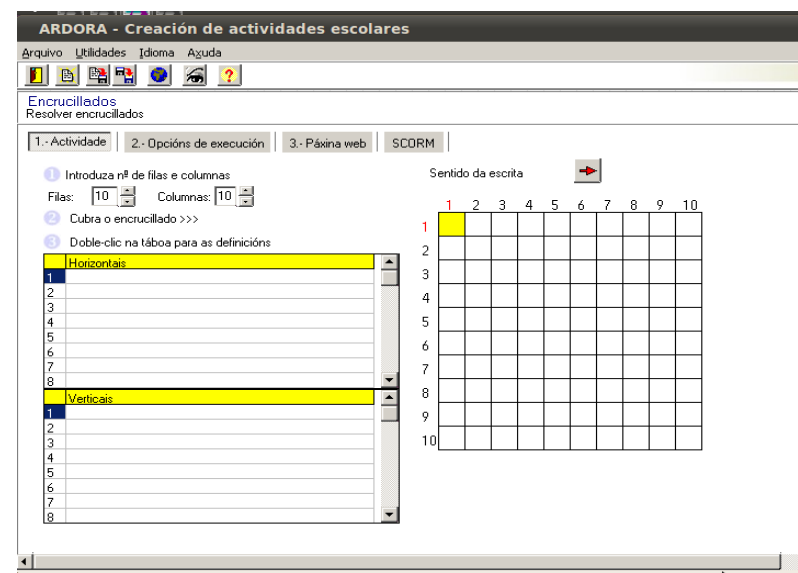 ARDORA - Creación de actividades escolares
Arquivo Utilidades Idioma Axuda
Encrucillados
Resolver encrucillados
1.- Actividade 2.- Opcións de execución 3.- Páxina web SCORM
1 Introduza nº de filas e columnas
Filas: 10 Columnas: 10
2 Cubra o encrucillado >>>
3 Doble-clic na táboa para as definicións
Horizontais
1
2
3
4
5
6
7
8
Verticais
1
2
3
4
5
6
7
8
Sentido da escrita
1 2 3 4 5 6 7 8 9 10
1
2
3
4
5
6
7
8
9
10